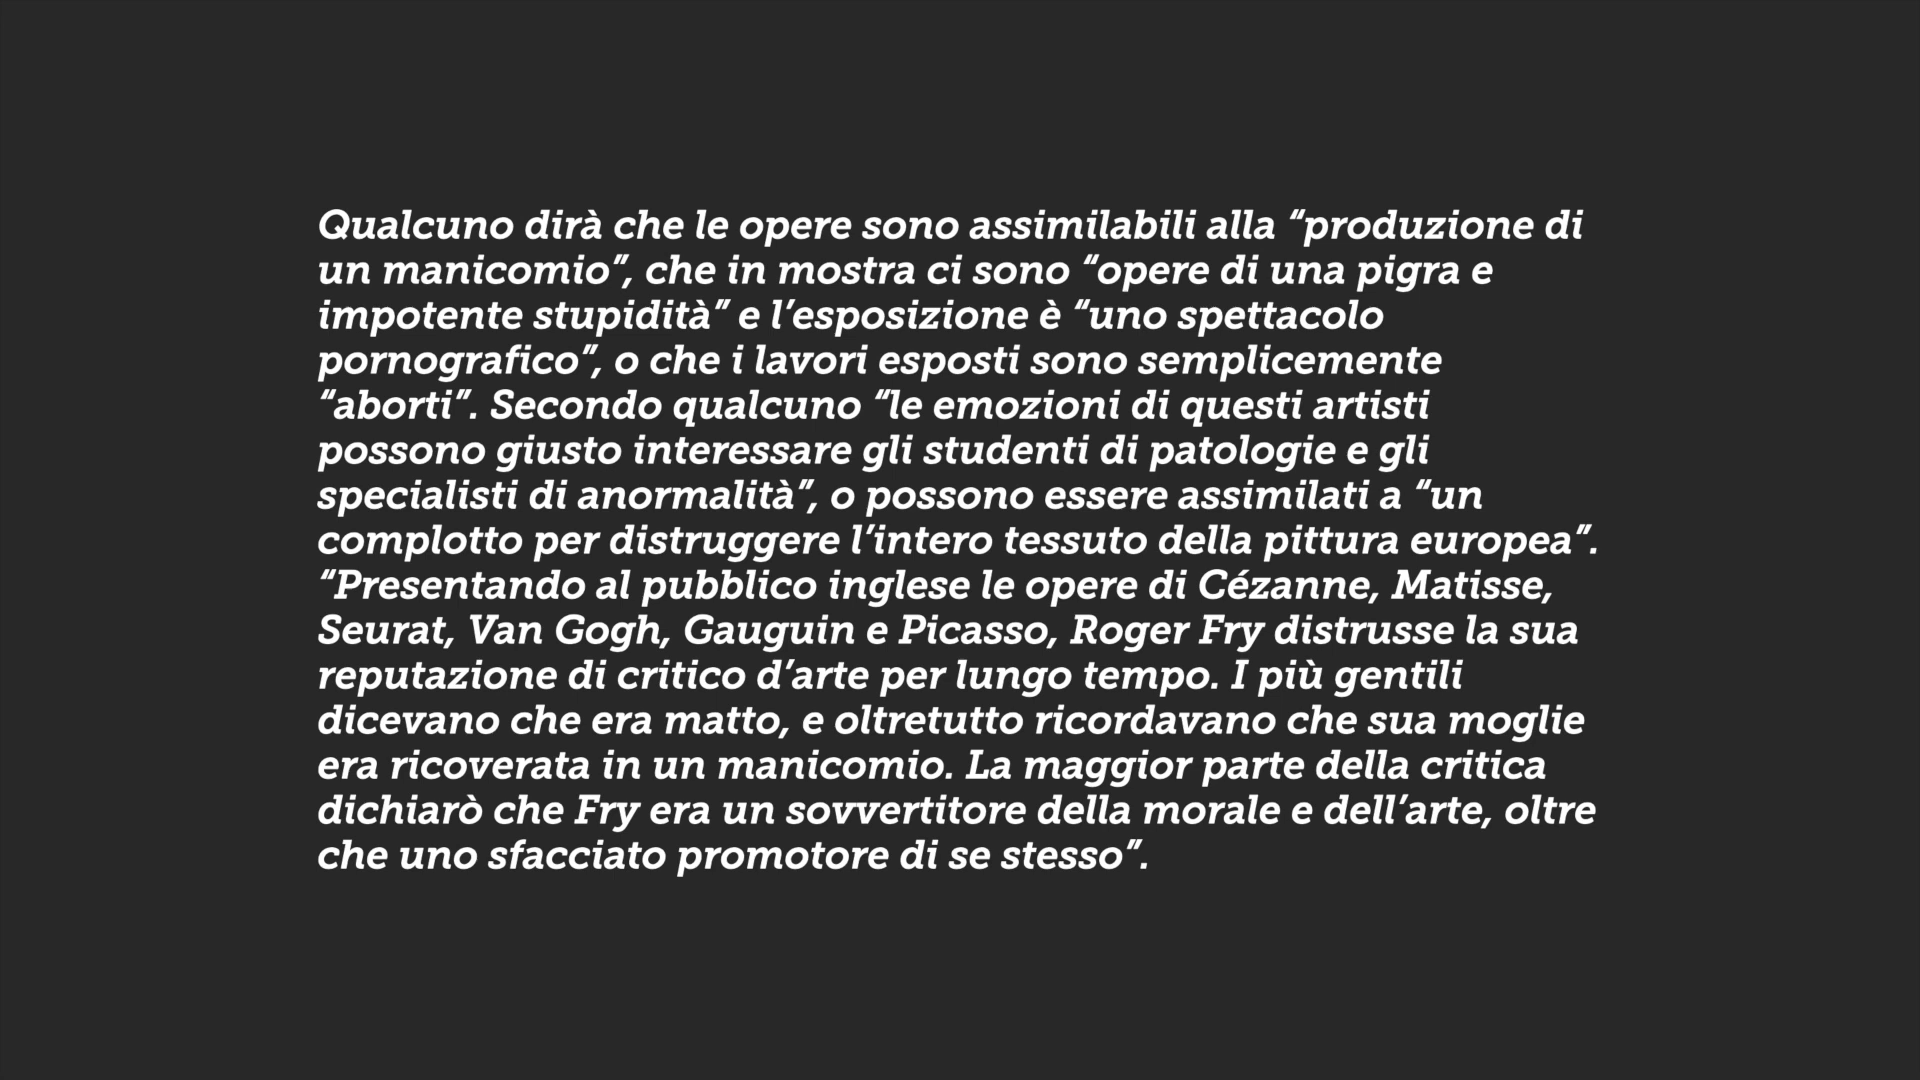 Qualcuno dirà che le opere sono assimilabili alla “produzione di
un manicomio”, che in mostra ci sono “opere di una pigra e
impotente stupidità” e l’esposizione è “uno spettacolo
pornografico”, o che i lavori esposti sono semplicemente
“aborti”. Secondo qualcuno “le emozioni di questi artisti
possono giusto interessare gli studenti di patologie e gli
specialisti di anormalità”, o possono essere assimilati a “un
complotto per distruggere l’intero tessuto della pittura europea”.
“Presentando al pubblico inglese le opere di Cézanne, Matisse,
Seurat, Van Gogh, Gauguin e Picasso, Roger Fry distrusse la sua
reputazione di critico d’arte per lungo tempo. I più gentili
dicevano che era matto, e oltretutto ricordavano che sua moglie
era ricoverata in un manicomio. La maggior parte della critica
dichiarò che Fry era un sovvertitore della morale e dell’arte, oltre
che uno sfacciato promotore di se stesso”.